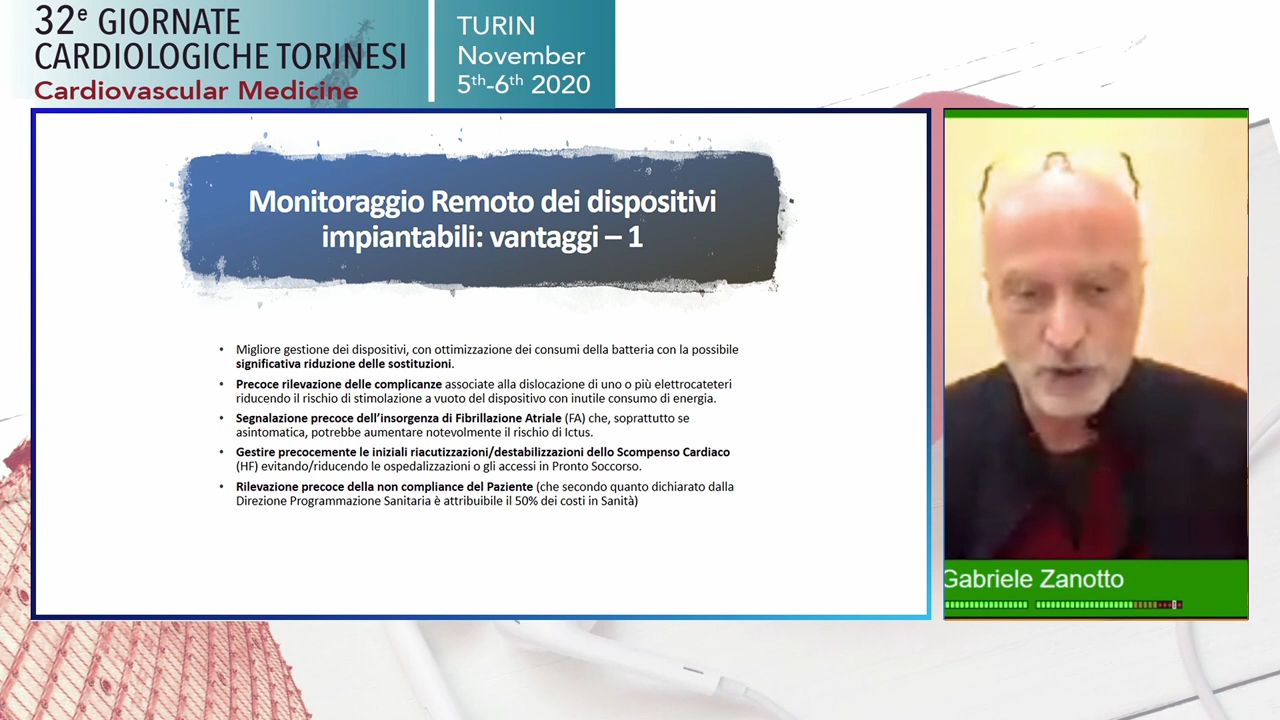 32e GIORNATE
CARDIOLOGICHE TORINESI
Cardiovascular Medicine
TURIN
November
5th-6th 2020
Monitoraggio Remoto dei dispositivi
impiantabili: vantaggi – 1
• Migliore gestione dei dispositivi, con ottimizzazione dei consumi della batteria con la possibile
significativa riduzione delle sostituzioni.
• Precoce rilevazione delle complicanze associate alla dislocazione di uno o più elettrocateteri
riducendo il rischio di stimolazione a vuoto del dispositivo con inutile consumo di energia.
• Segnalazione precoce dell’insorgenza di Fibrillazione Atriale (FA) che, soprattutto se
asintomatica, potrebbe aumentare notevolmente il rischio di Ictus.
• Gestire precocemente le iniziali riacutizzazioni/destabilizzazioni dello Scompenso Cardiaco
(HF) evitando/riducendo le ospedalizzazioni o gli accessi in Pronto Soccorso.
• Rilevazione precoce della non compliance del Paziente (che secondo quanto dichiarato dalla
Direzione Programmazione Sanitaria è attribuibile il 50% dei costi in Sanità)
Gabriele Zanotto